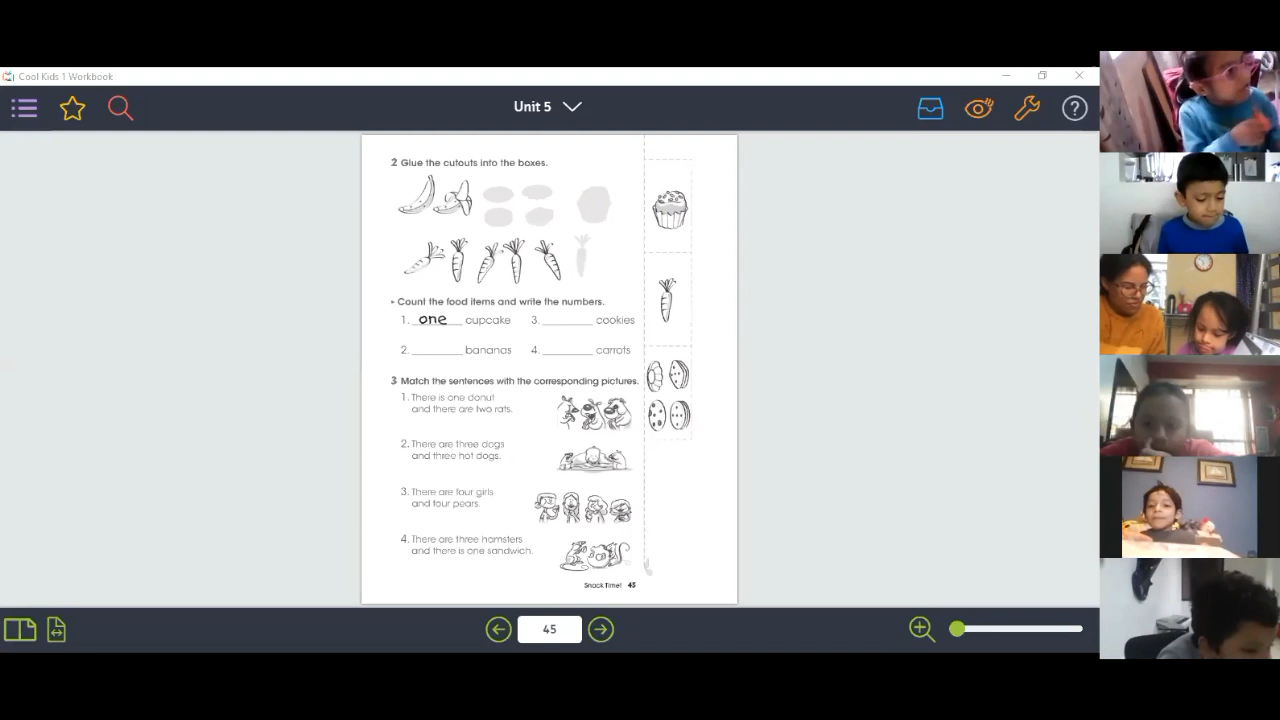 Cool Kids 1 Workbook
Unit 5
2 Glue the cutouts into the boxes.
▸ Count the food items and write the numbers.
1. one cupcake
3. ________ cookies
2. ________ bananas
4. ________ carrots
3 Match the sentences with the corresponding pictures.
1. There is one donut
and there are two rats.
2. There are three dogs
and three hot dogs.
3. There are four girls
and four pears.
4. There are three hamsters
and there is one sandwich.
Snack Time! 45
45